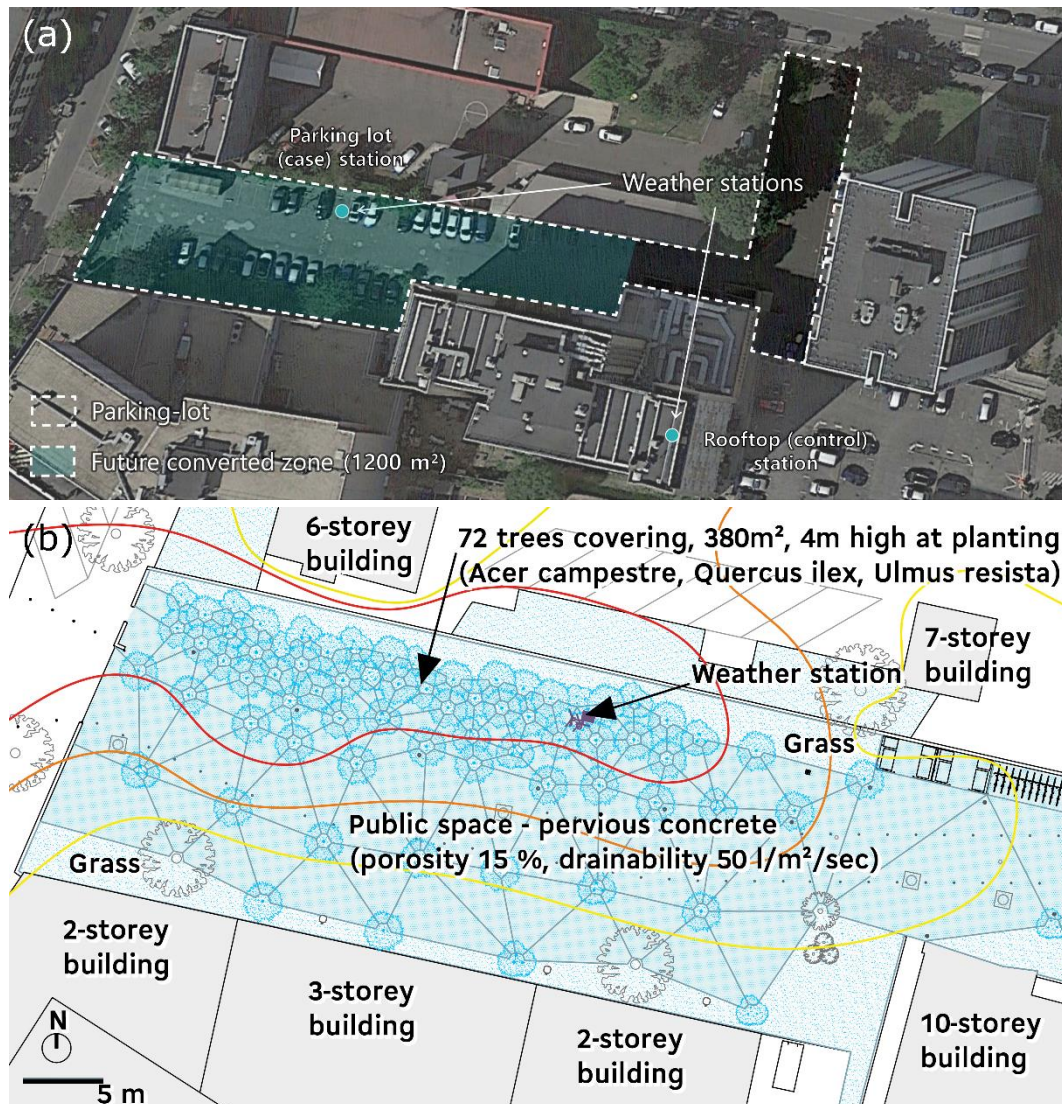 (a)
Parking lot
(case) station
Weather stations
Rooftop (control)
station
Parking-lot
Future converted zone (1200 m²)
(b)
6-storey
building
72 trees covering, 380m², 4m high at planting
(Acer campestre, Quercus ilex, Ulmus resista)
7-storey
building
Weather station
Grass
Public space - pervious concrete
(porosity 15 %, drainability 50 l/m²/sec)
Grass
2-storey
building
3-storey
building
2-storey
building
10-storey
building
N
5 m